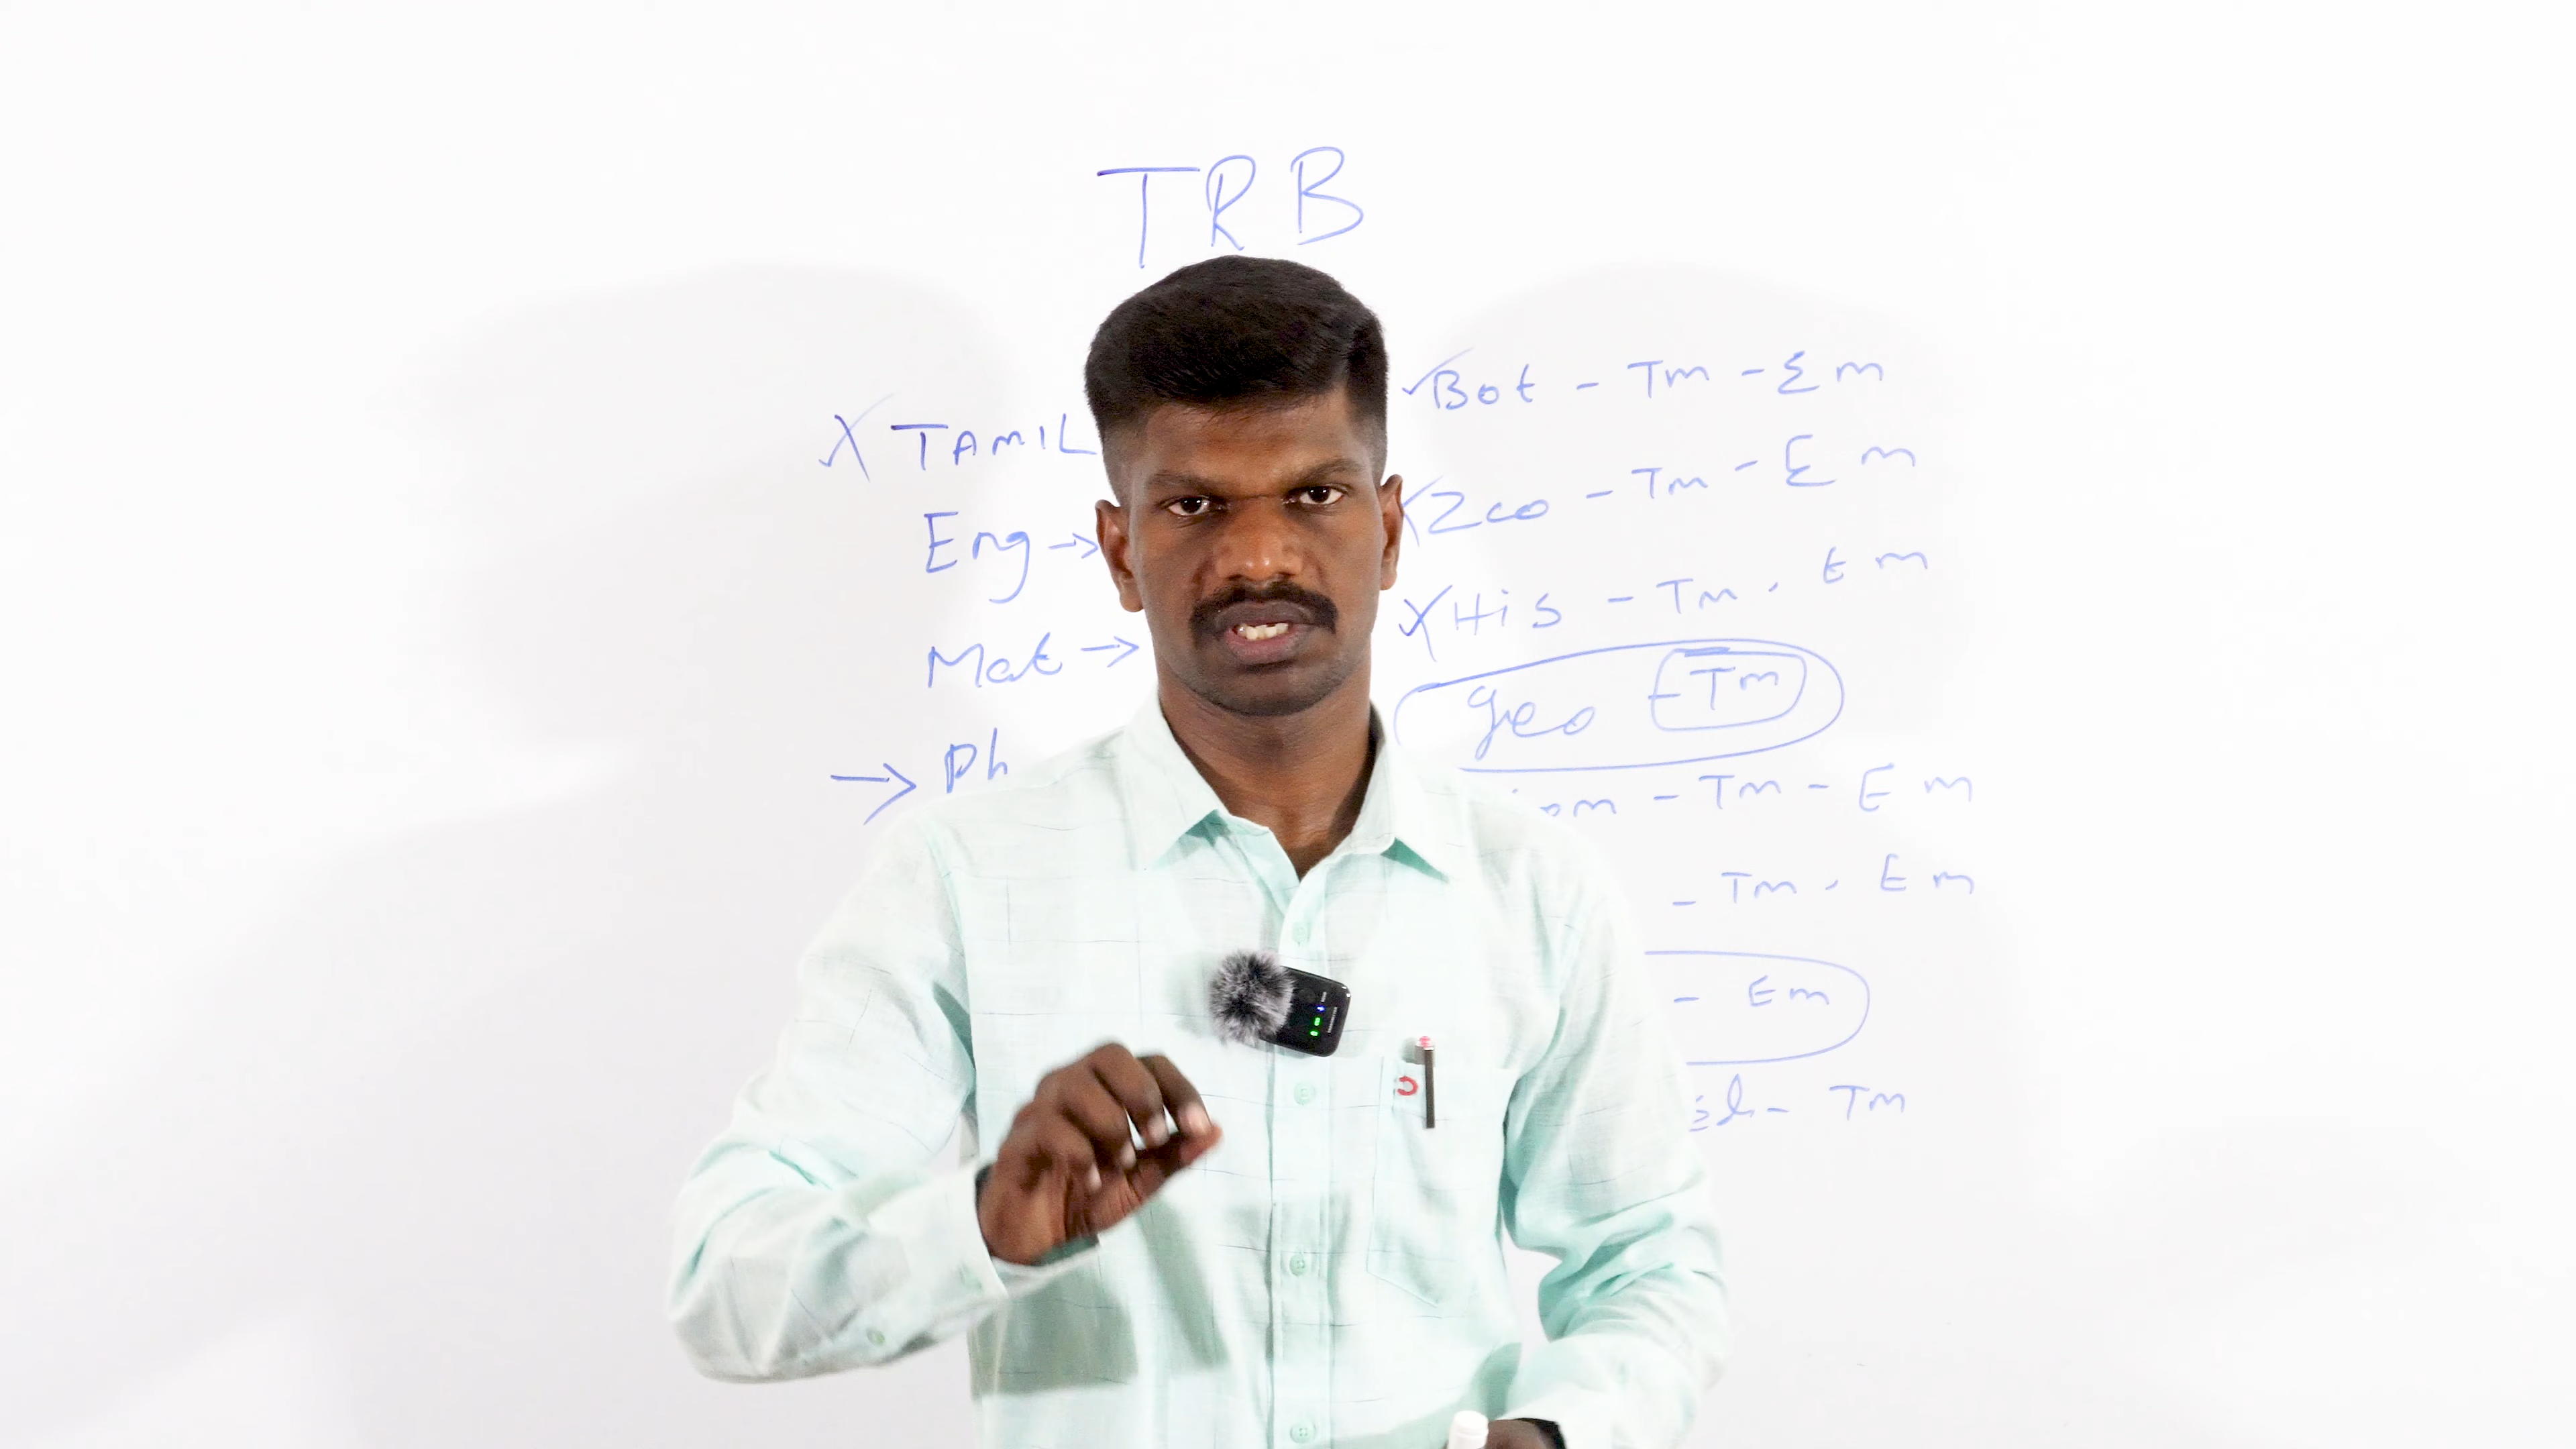 TRB
X TAMIL
Eng →
Mat →
→ Ph
✓ Bot - Tm - Em
Zoo - Tm - Em
X His - Tm . Em
Geo - Tm
om - Tm - Em
- Tm . Em
- Em
- Tm